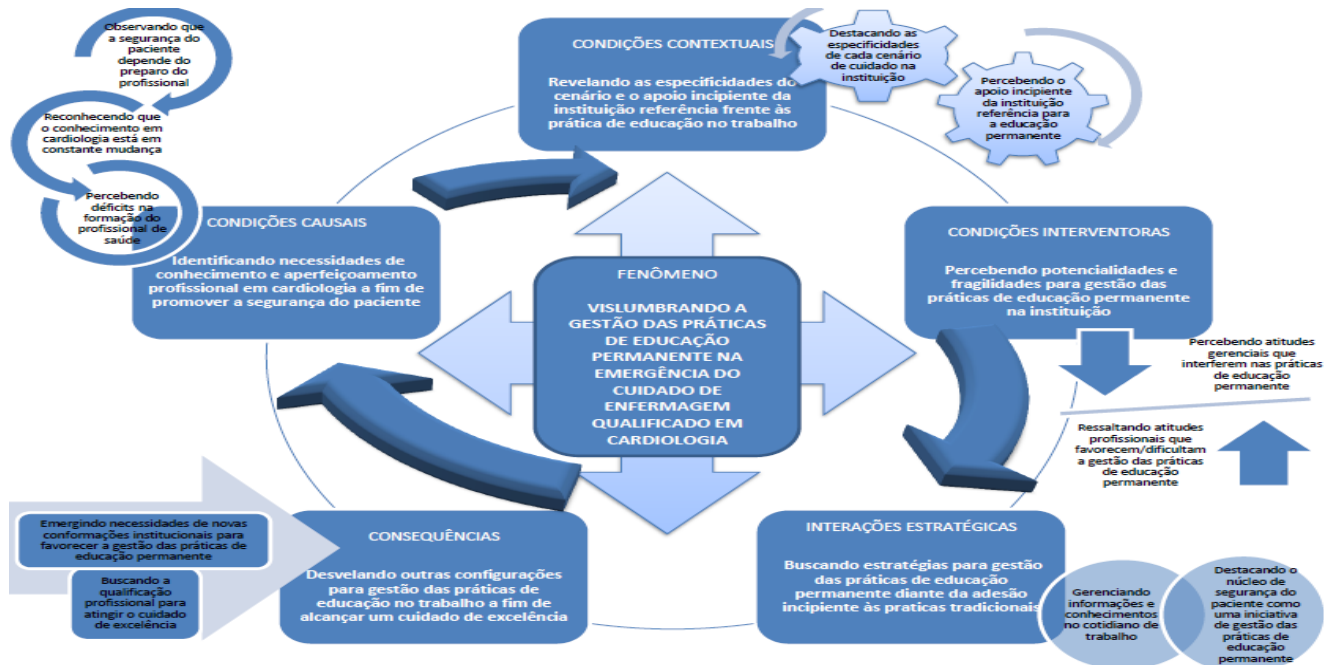 Observando que
a segurança do
paciente
depende do
preparo do
profissional
Reconhecendo que
o conhecimento em
cardiologia está em
constante mudança
Percebendo
déficits na
formação do
profissional de
saúde
CONDIÇÕES CAUSAIS
Identificando necessidades de
conhecimento e aperfeiçoamento
profissional em cardiologia a fim de
promover a segurança do paciente
CONDIÇÕES CONTEXTUAIS
Revelando as especificidades do
cenário e o apoio incipiente da
instituição referência frente às
prática de educação no trabalho
Destacando as
especificidades
de cada cenário
de cuidado na
instituição
Percebendo o
apoio incipiente
da instituição
referência para
a educação
permanente
CONDIÇÕES INTERVENTORAS
Percebendo potencialidades e
fragilidades para gestão das
práticas de educação permanente
na instituição
Percebendo atitudes
gerenciais que
interferem nas práticas
de educação
permanente
Ressaltando atitudes
profissionais que
favorecem/dificultam
a gestão das práticas
de educação
permanente
FENÔMENO
VISLUMBRANDO A
GESTÃO DAS PRÁTICAS
DE EDUCAÇÃO
PERMANENTE NA
EMERGÊNCIA DO
CUIDADO DE
ENFERMAGEM
QUALIFICADO EM
CARDIOLOGIA
INTERAÇÕES ESTRATÉGICAS
Buscando estratégias para gestão
das práticas de educação
permanente diante da adesão
incipiente às praticas tradicionais
Gerenciando
informações e
conhecimentos
no cotidiano de
trabalho
Destacando o
núcleo de
segurança do
paciente como
uma iniciativa
de gestão das
práticas de
educação
permanente
CONSEQUÊNCIAS
Desvelando outras configurações
para gestão das práticas de
educação no trabalho a fim de
alcançar um cuidado de excelência
Emergindo necessidades de novas
conformações institucionais para
favorecer a gestão das práticas de
educação permanente
Buscando a
qualificação
profissional para
atingir o cuidado
de excelência